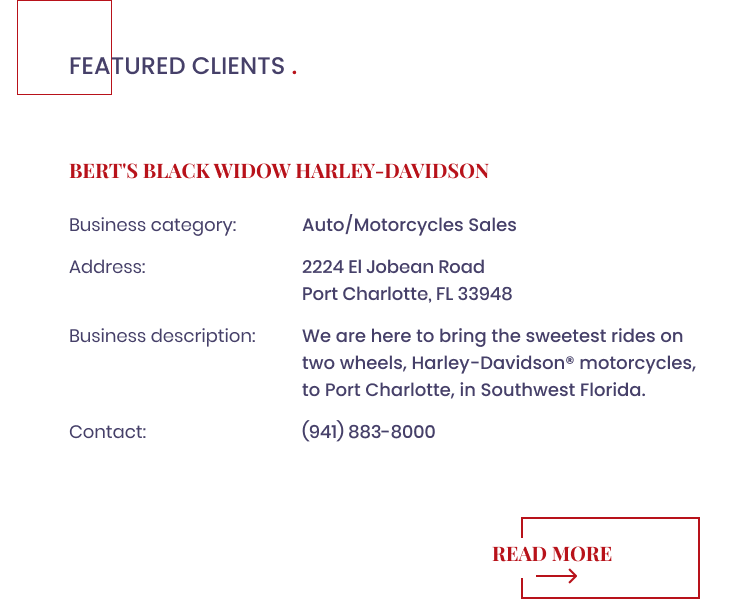 FEATURED CLIENTS .
BERT'S BLACK WIDOW HARLEY-DAVIDSON
Business category: Auto/Motorcycles Sales
Address: 2224 El Jobean Road
Port Charlotte, FL 33948
Business description: We are here to bring the sweetest rides on
two wheels, Harley-Davidson® motorcycles,
to Port Charlotte, in Southwest Florida.
Contact: (941) 883-8000
READ MORE